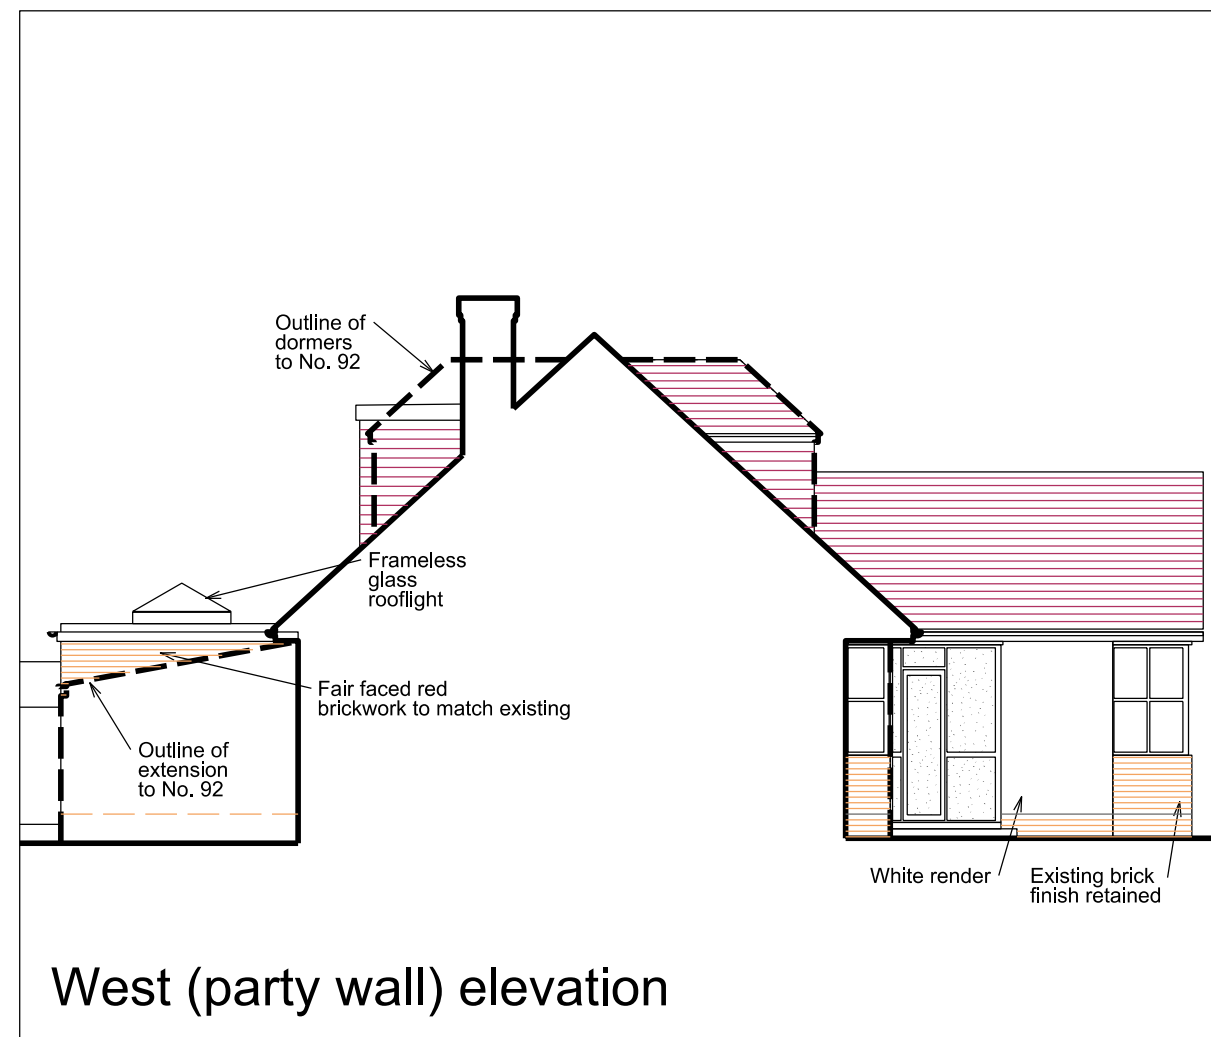 Outline of
dormers
to No. 92
Frameless
glass
rooflight
Fair faced red
brickwork to match existing
Outline of
extension
to No. 92
White render
Existing brick
finish retained
West (party wall) elevation